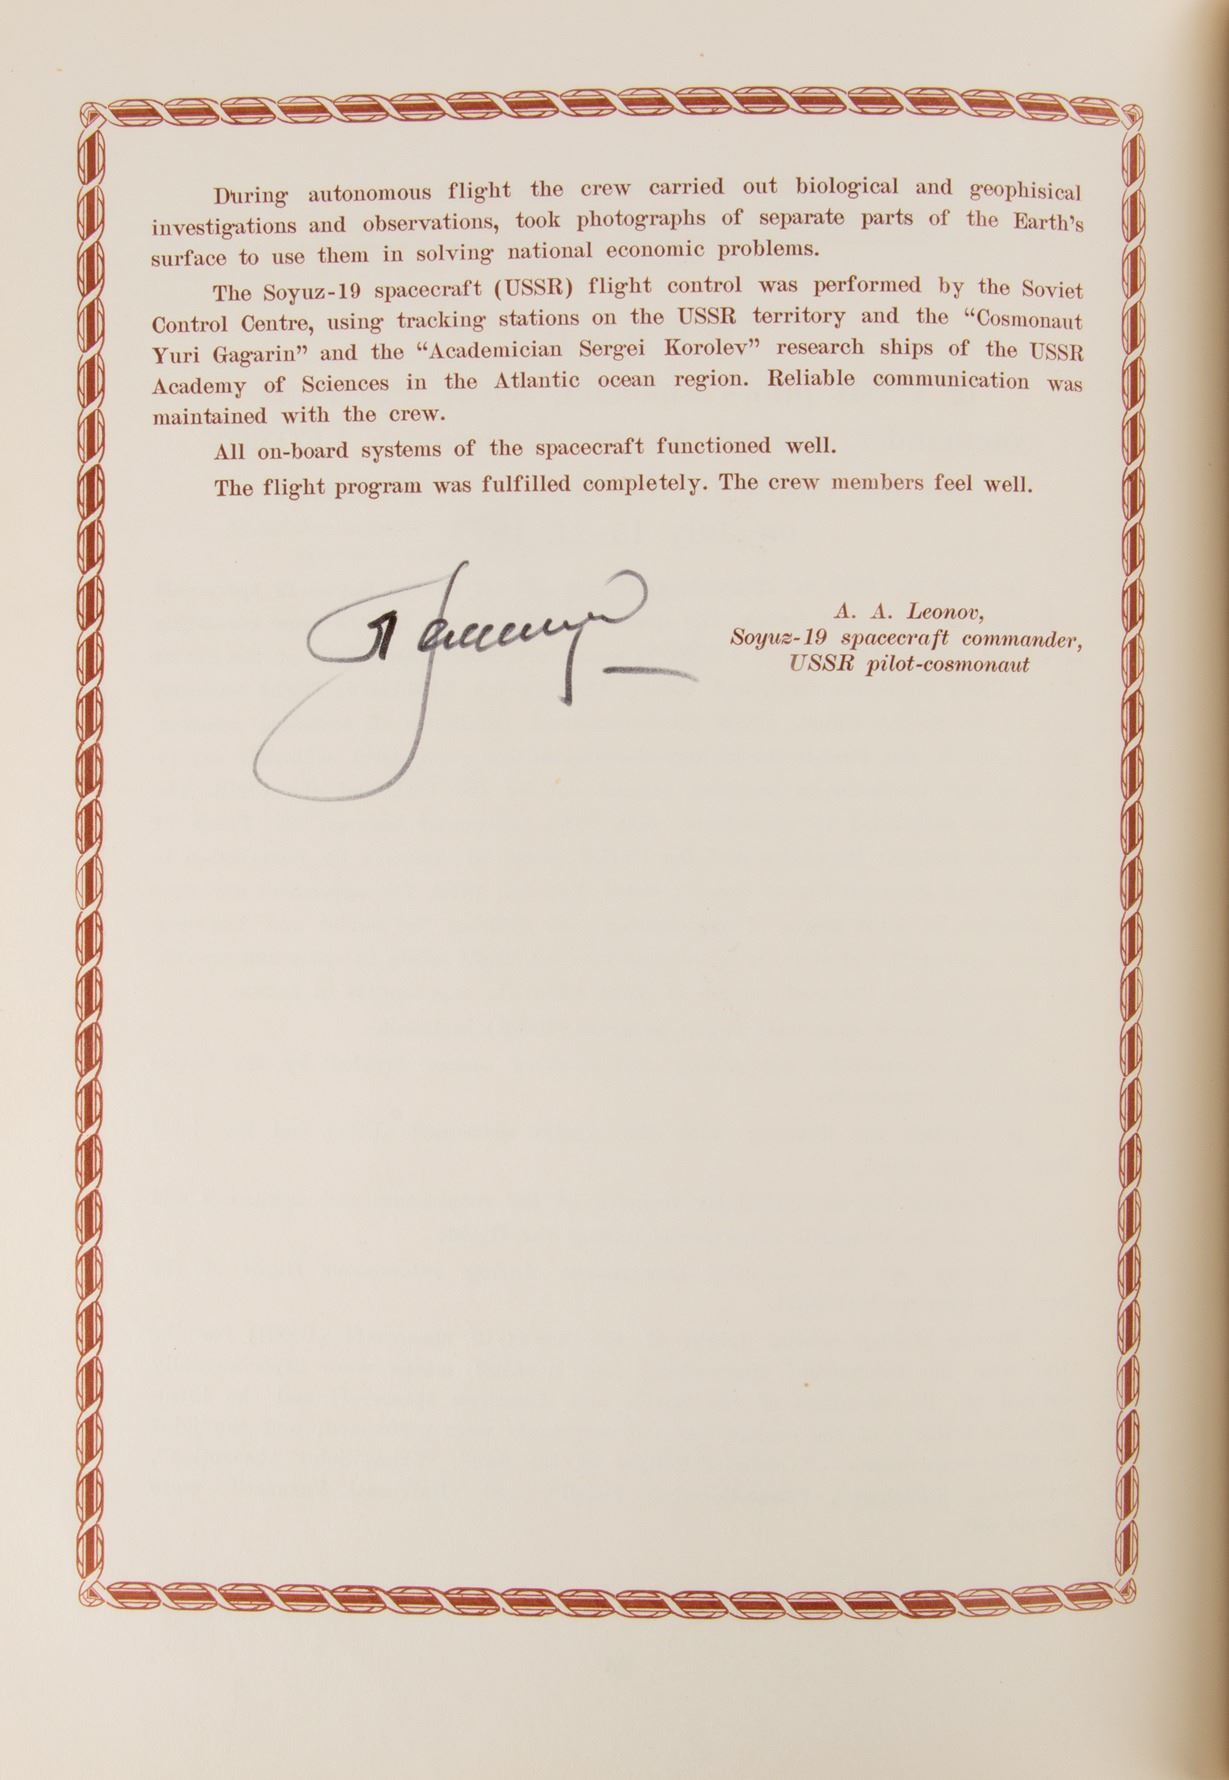 During autonomous flight the crew carried out biological and geophisical
investigations and observations, took photographs of separate parts of the Earth's
surface to use them in solving national economic problems.
The Soyuz-19 spacecraft (USSR) flight control was performed by the Soviet
Control Centre, using tracking stations on the USSR territory and the “Cosmonaut
Yuri Gagarin” and the “Academician Sergei Korolev” research ships of the USSR
Academy of Sciences in the Atlantic ocean region. Reliable communication was
maintained with the crew.
All on-board systems of the spacecraft functioned well.
The flight program was fulfilled completely. The crew members feel well.
A. A. Leonov,
Soyuz-19 spacecraft commander,
USSR pilot-cosmonaut